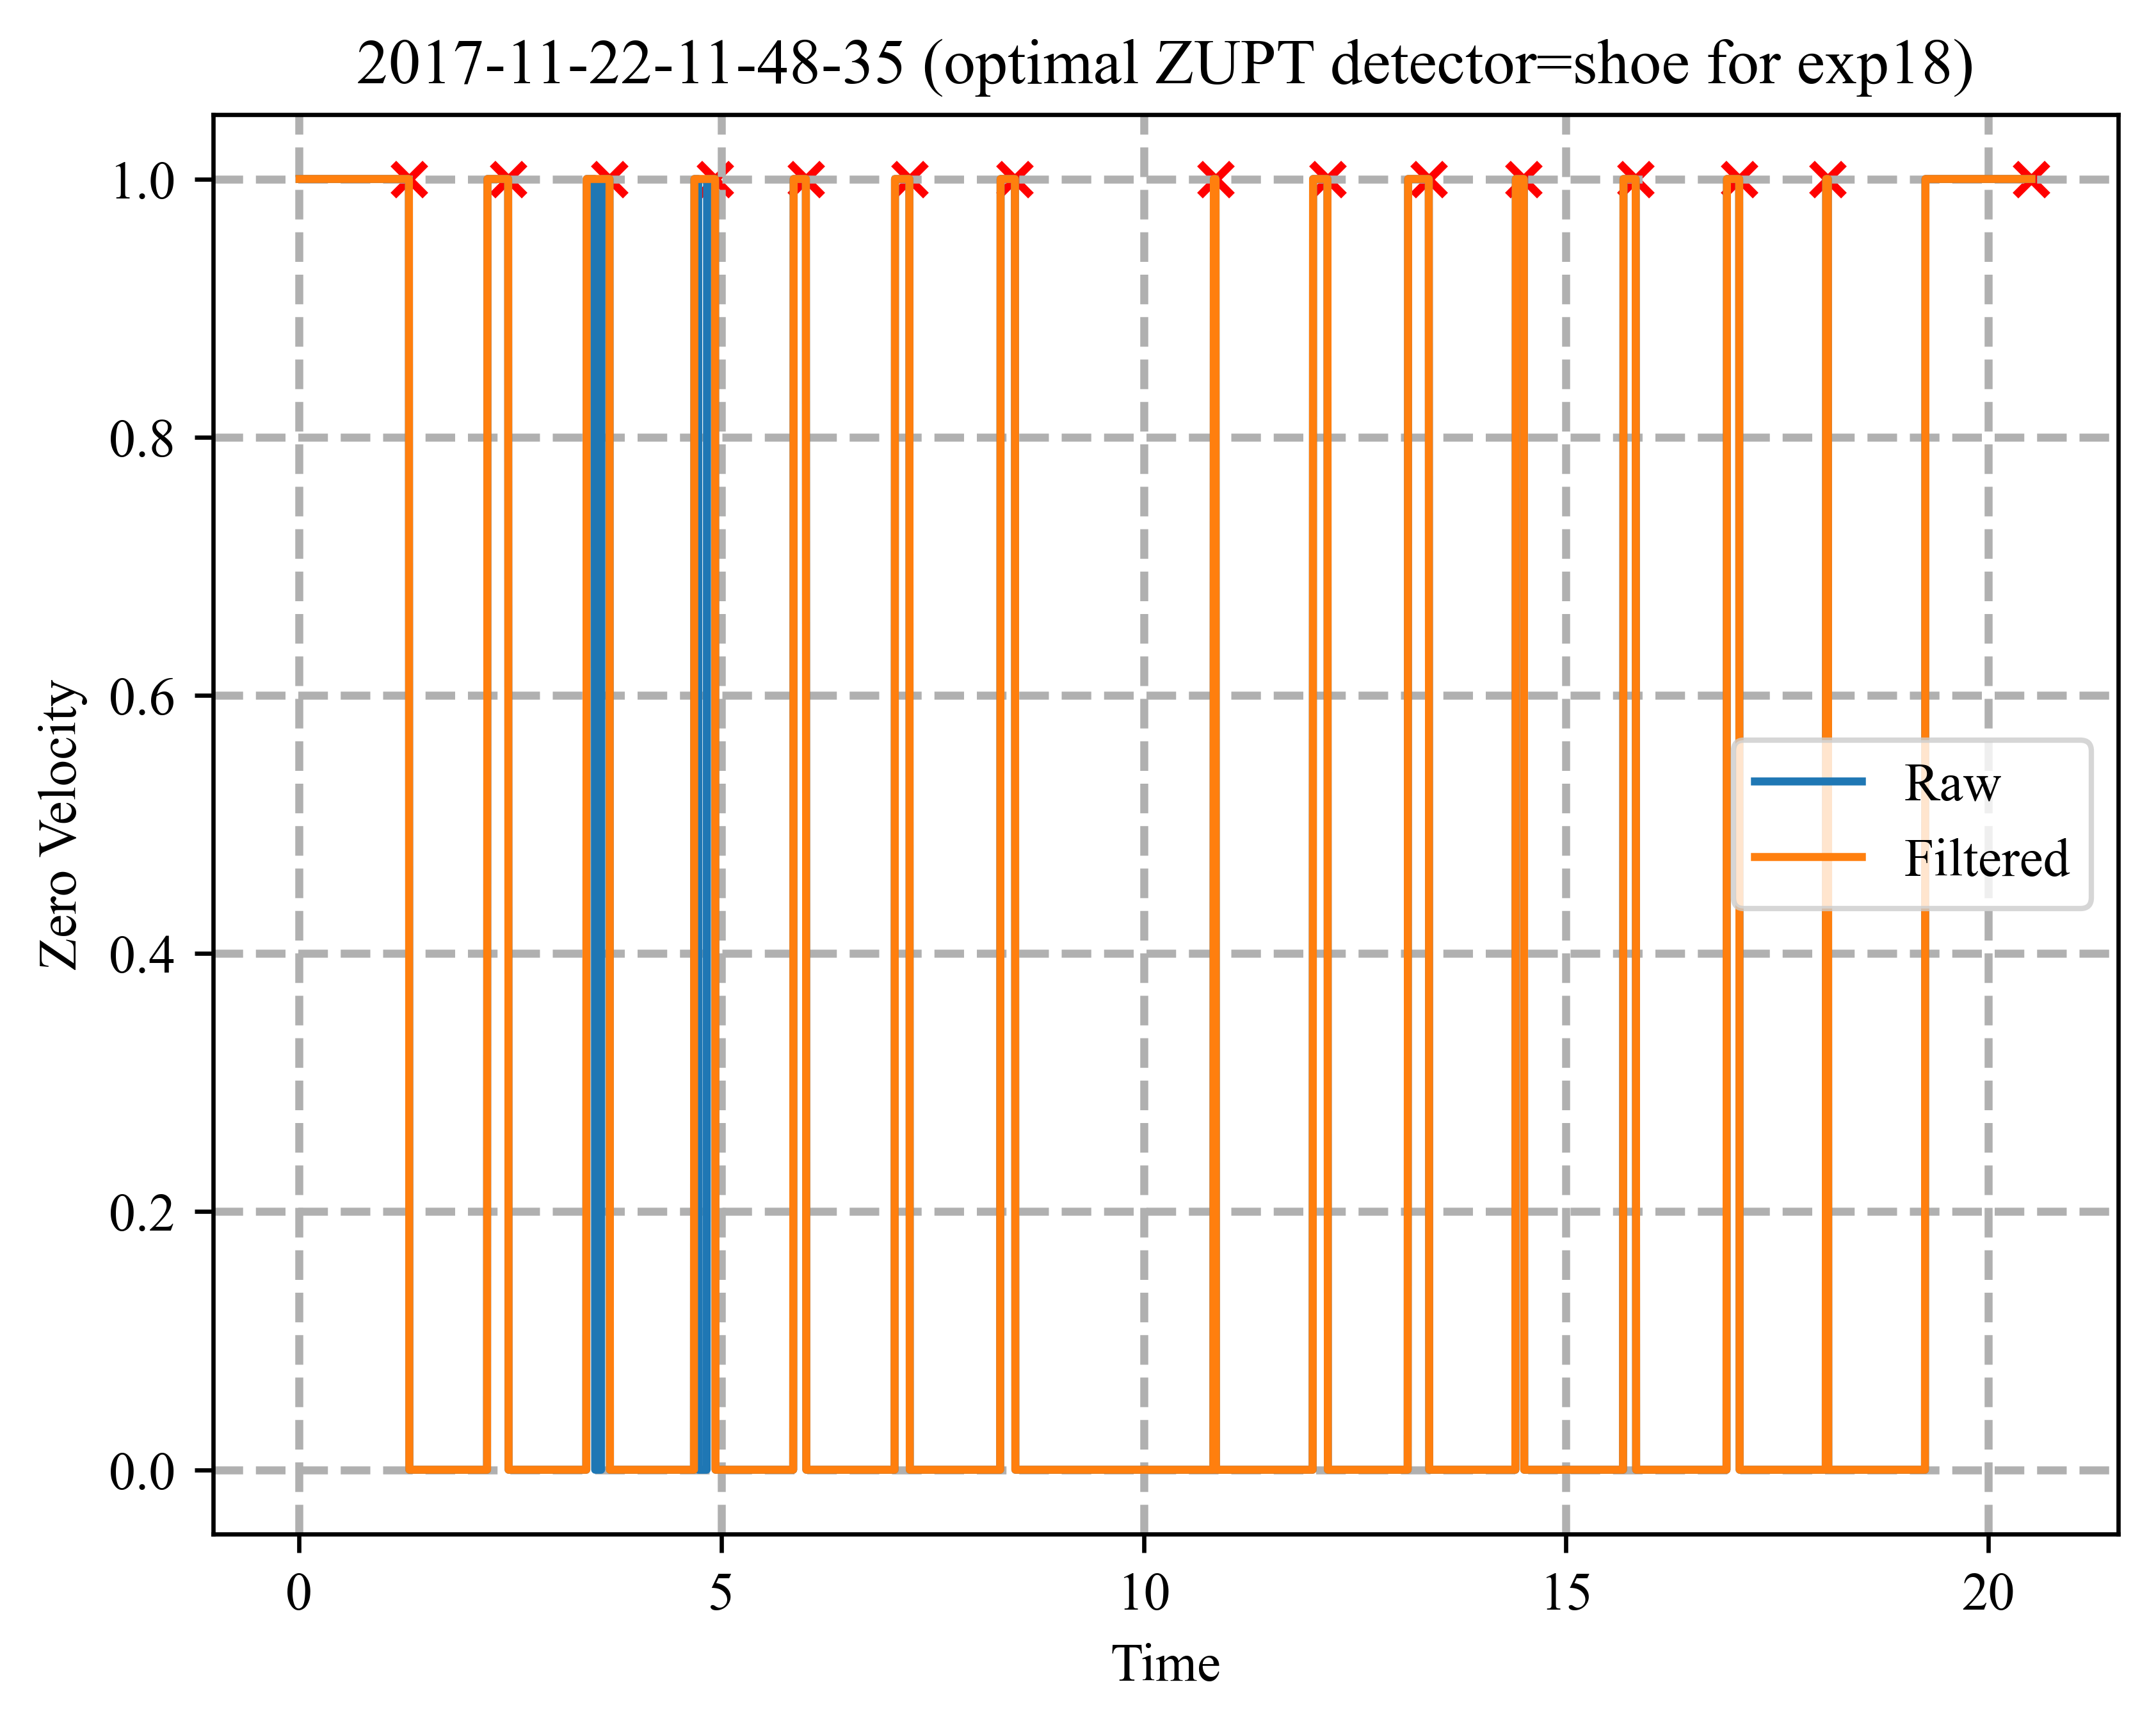 2017-11-22-11-48-35 (optimal ZUPT detector=shoe for exp18)
1.0
0.8
0.6
0.4
0.2
0.0
Zero Velocity
Raw
Filtered
0 5 10 15 20
Time